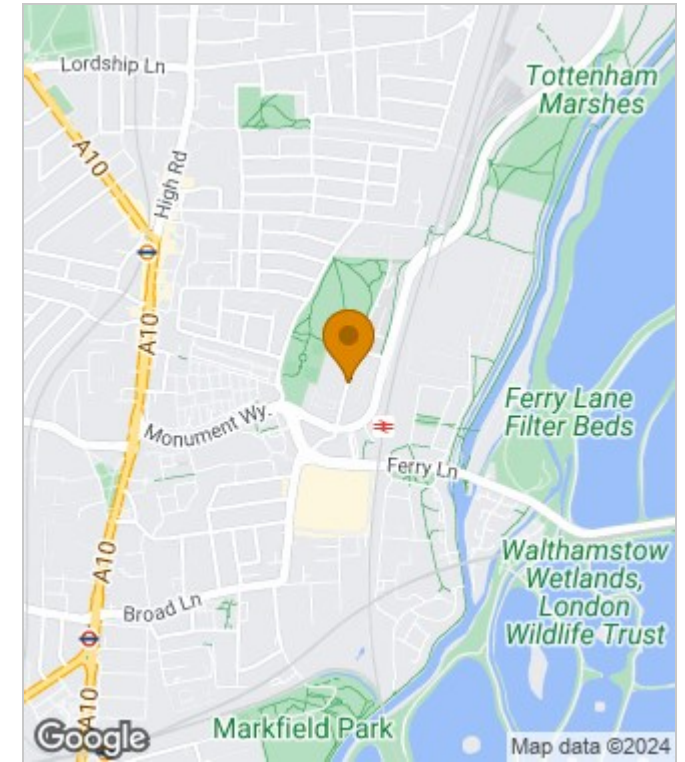 Lordship Ln
Tottenham
Marshes
A10
High Rd
A10
Ferry Lane
Filter Beds
Monument Wy.
Ferry Ln
A10
Walthamstow
Wetlands,
London
Wildlife Trust
Broad Ln
A10
Markfield Park
Google
Map data ©2024